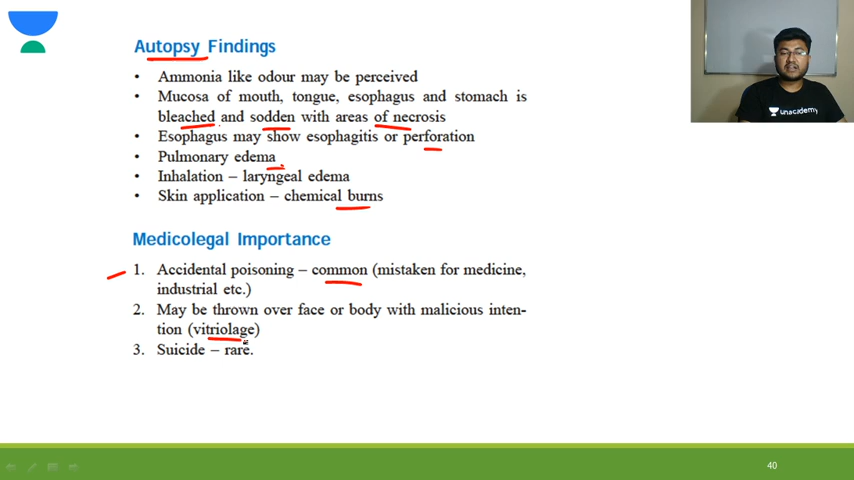 Autopsy Findings
• Ammonia like odour may be perceived
• Mucosa of mouth, tongue, esophagus and stomach is
bleached and sodden with areas of necrosis
• Esophagus may show esophagitis or perforation
• Pulmonary edema
• Inhalation – laryngeal edema
• Skin application – chemical burns
Medicolegal Importance
1. Accidental poisoning – common (mistaken for medicine,
industrial etc.)
2. May be thrown over face or body with malicious inten-
tion (vitriolage)
3. Suicide – rare.
unacademy
40